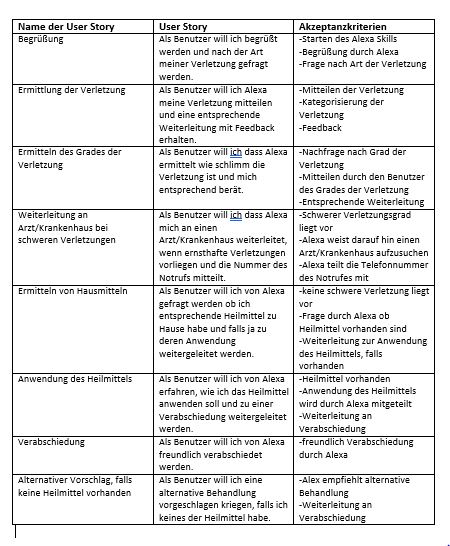 Name der User Story
User Story
Akzeptanzkriterien
Begrüßung
Als Benutzer will ich begrüßt
werden und nach der Art
meiner Verletzung gefragt
werden.
-Starten des Alexa Skills
-Begrüßung durch Alexa
-Frage nach Art der Verletzung
Ermittlung der Verletzung
Als Benutzer will ich Alexa
meine Verletzung mitteilen
und eine entsprechende
Weiterleitung mit Feedback
erhalten.
-Mitteilen der Verletzung
-Kategorisierung der
Verletzung
-Feedback
Ermitteln des Grades der
Verletzung
Als Benutzer will ich dass Alexa
ermittelt wie schlimm die
Verletzung ist und mich
entsprechend berät.
-Nachfrage nach Grad der
Verletzung
-Mitteilen durch den Benutzer
des Grades der Verletzung
-Entsprechende Weiterleitung
Weiterleitung an
Arzt/Krankenhaus bei
schweren Verletzungen
Als Benutzer will ich dass Alexa
mich an einen
Arzt/Krankenhaus weiterleitet,
wenn ernsthafte Verletzungen
vorliegen und die Nummer des
Notrufs mitteilt.
-Schwerer Verletzungsgrad
liegt vor
-Alexa weist darauf hin einen
Arzt/Krankenhaus aufzusuchen
-Alexa teilt die Telefonnummer
des Notrufes mit
Ermitteln von Hausmitteln
Als Benutzer will ich von Alexa
gefragt werden ob ich
entsprechende Heilmittel zu
Hause habe und falls ja zu
deren Anwendung
weitergeleitet werden.
-keine schwere Verletzung liegt
vor
-Frage durch Alexa ob
Heilmittel vorhanden sind
-Weiterleitung zur Anwendung
des Heilmittels, falls
vorhanden
Anwendung des Heilmittels
Als Benutzer will ich von Alexa
erfahren, wie ich das Heilmittel
anwenden soll und zu einer
Verabschiedung weitergeleitet
werden.
-Heilmittel vorhanden
-Anwendung des Heilmittels
wird durch Alexa mitgeteilt
-Weiterleitung an
Verabschiedung
Verabschiedung
Als Benutzer will ich von Alexa
freundlich verabschiedet
werden.
-freundlich Verabschiedung
durch Alexa
Alternativer Vorschlag, falls
keine Heilmittel vorhanden
Als Benutzer will ich eine
alternative Behandlung
vorgeschlagen kriegen, falls ich
keines der Heilmittel habe.
-Alex empfiehlt alternative
Behandlung
-Weiterleitung an
Verabschiedung